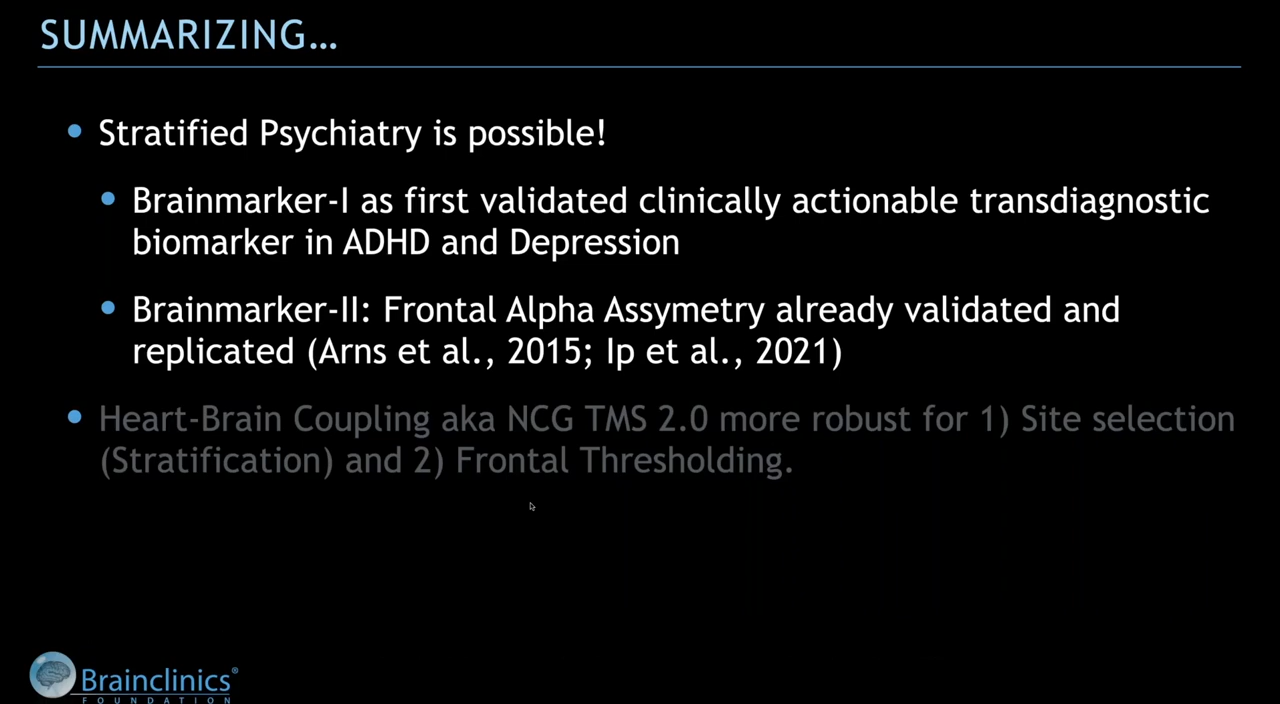 SUMMARIZING…
Stratified Psychiatry is possible!
Brainmarker-I as first validated clinically actionable transdiagnostic
biomarker in ADHD and Depression
Brainmarker-II: Frontal Alpha Assymetry already validated and
replicated (Arns et al., 2015; Ip et al., 2021)
Heart-Brain Coupling aka NCG TMS 2.0 more robust for 1) Site selection
(Stratification) and 2) Frontal Thresholding.
Brainclinics®
FOUNDATION